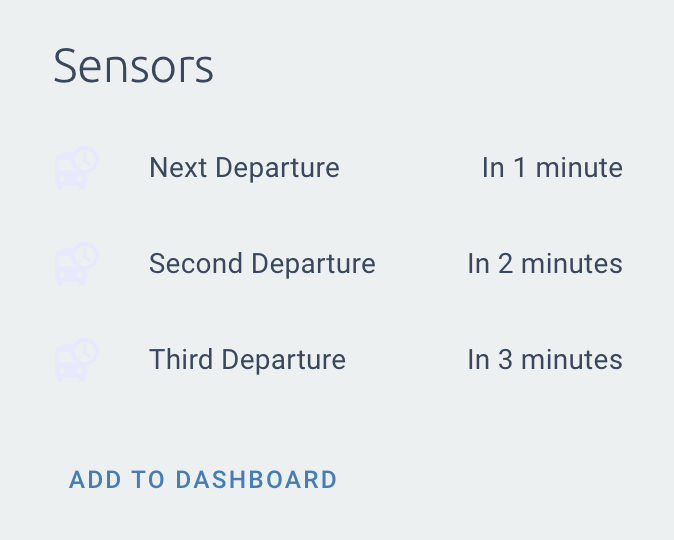 Sensors
Next Departure In 1 minute
Second Departure In 2 minutes
Third Departure In 3 minutes
ADD TO DASHBOARD